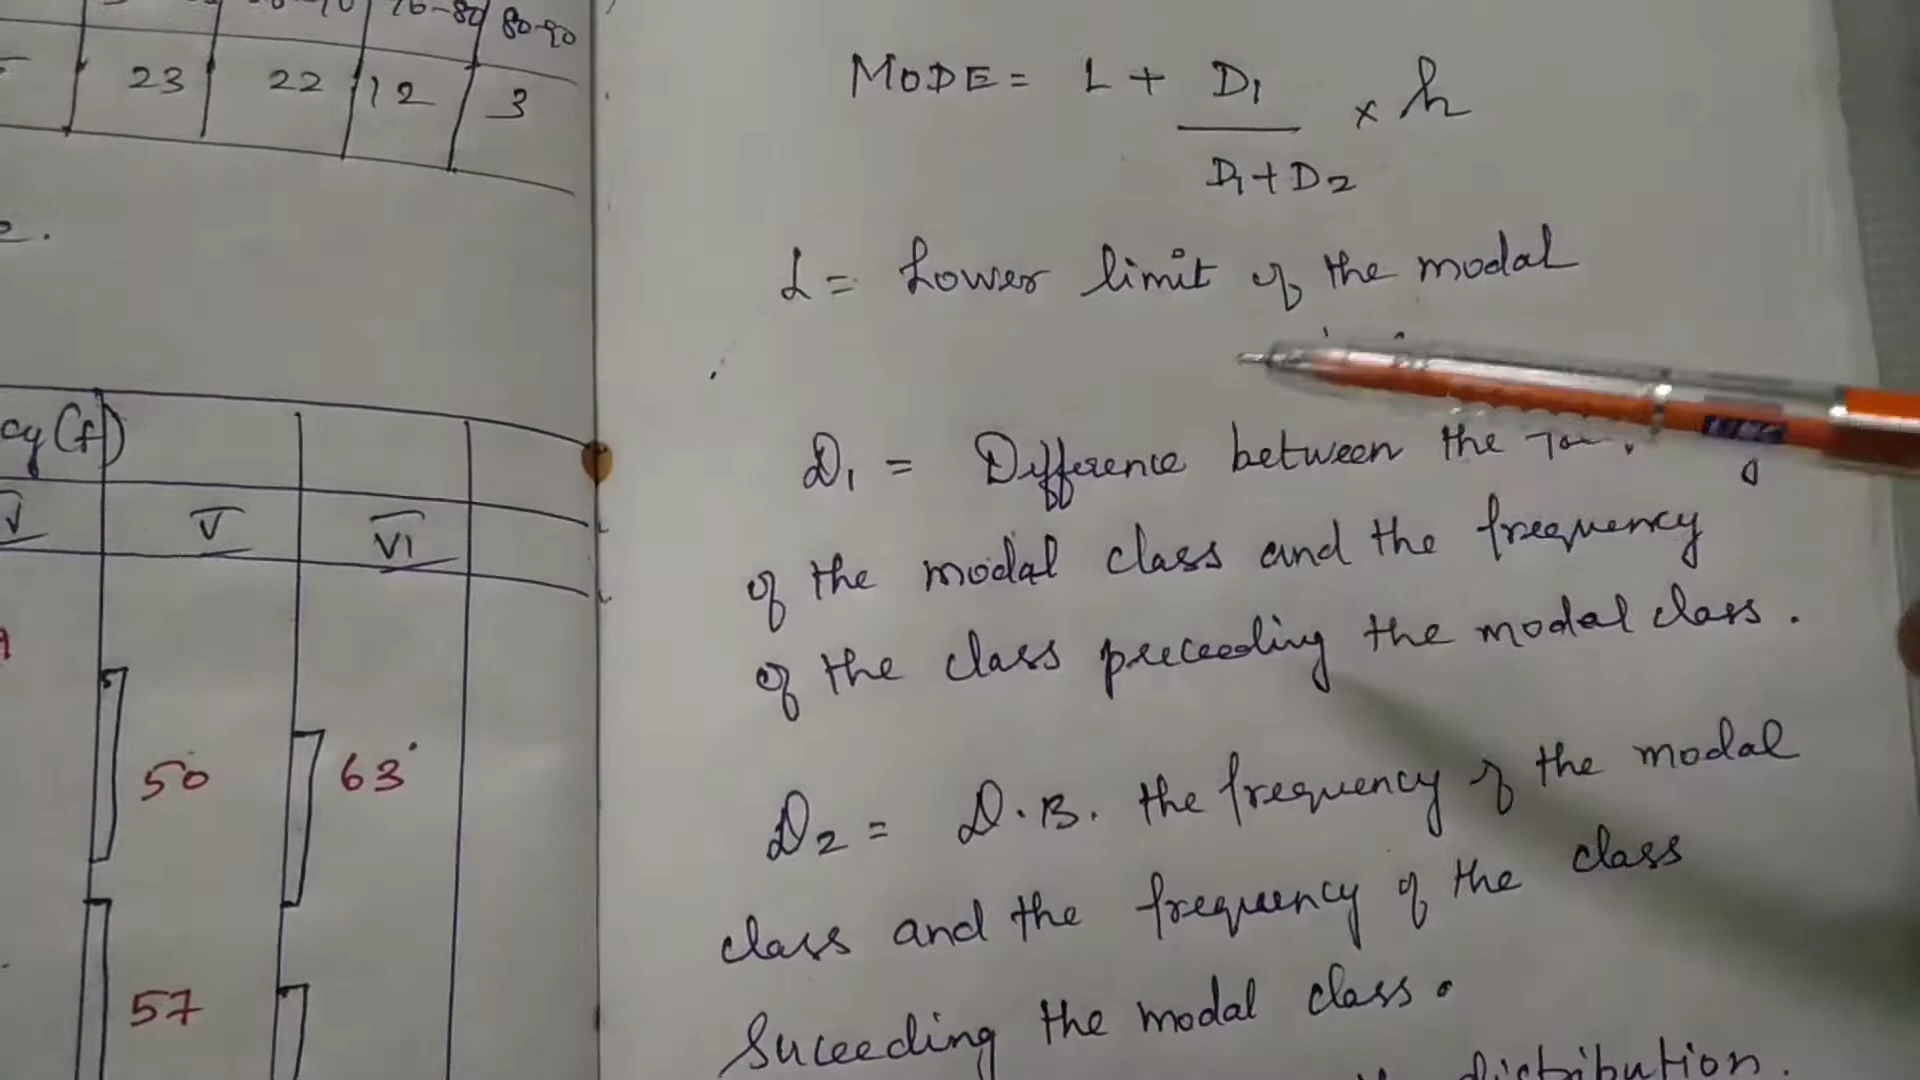 70-80 80-90
23 22 12 3
cy(f)
V VI
50 63
57
MODE = L + D1
× h
D1+D2
L = Lower limit of the modal
D1 = Difference between the
of the modal class and the frequency
of the class preceeding the modal class.
D2 = D.B. the frequency of the modal
class and the frequency of the class
Suceeding the modal class.
distribution.